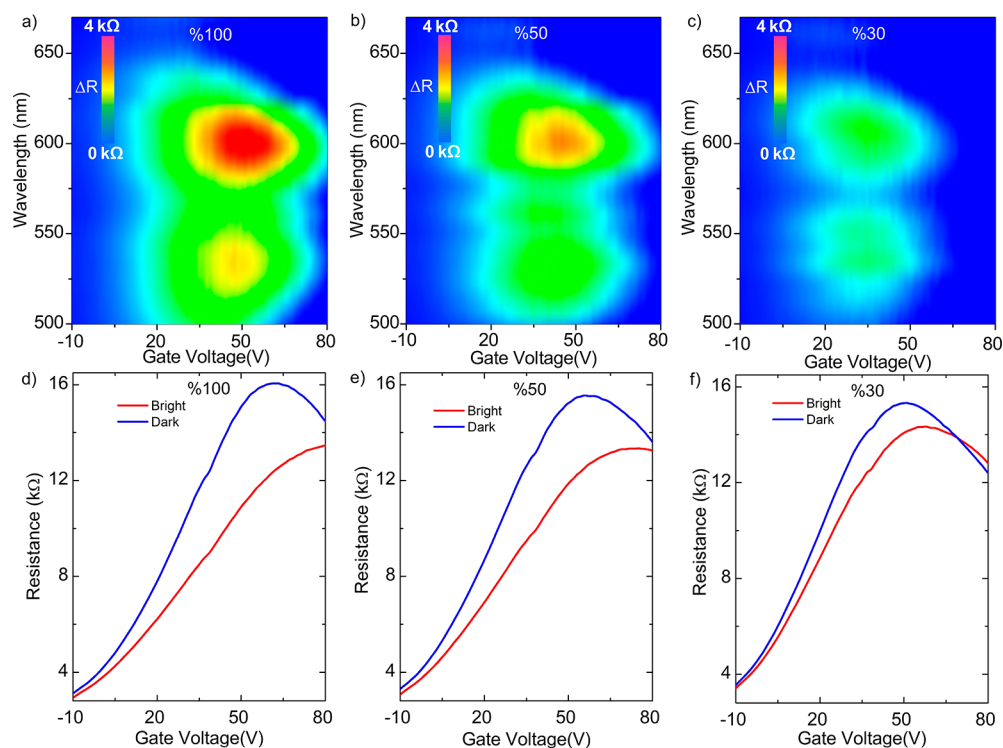 a)
%100
4 kΩ
ΔR
0 kΩ
650
600
550
500
Wavelength (nm)
-10
20
50
80
Gate Voltage(V)
b)
%50
4 kΩ
ΔR
0 kΩ
650
600
550
500
Wavelength (nm)
-10
20
50
80
Gate Voltage(V)
c)
%30
4 kΩ
ΔR
0 kΩ
650
600
550
500
Wavelength (nm)
-10
20
50
80
Gate Voltage(V)
d)
%100
Bright
Dark
16
12
8
4
Resistance (kΩ)
-10
20
50
80
Gate Voltage(V)
e)
%50
Bright
Dark
16
12
8
4
Resistance (kΩ)
-10
20
50
80
Gate Voltage(V)
f)
%30
Bright
Dark
16
12
8
4
Resistance (kΩ)
-10
20
50
80
Gate Voltage(V)